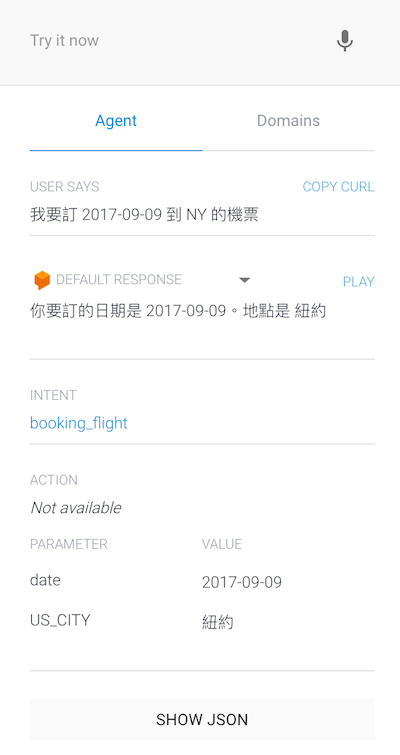 Try it now
Agent Domains
USER SAYS COPY CURL
我要訂 2017-09-09 到 NY 的機票
DEFAULT RESPONSE PLAY
你要訂的日期是 2017-09-09。地點是 紐約
INTENT
booking_flight
ACTION
Not available
PARAMETER VALUE
date 2017-09-09
US_CITY 紐約
SHOW JSON